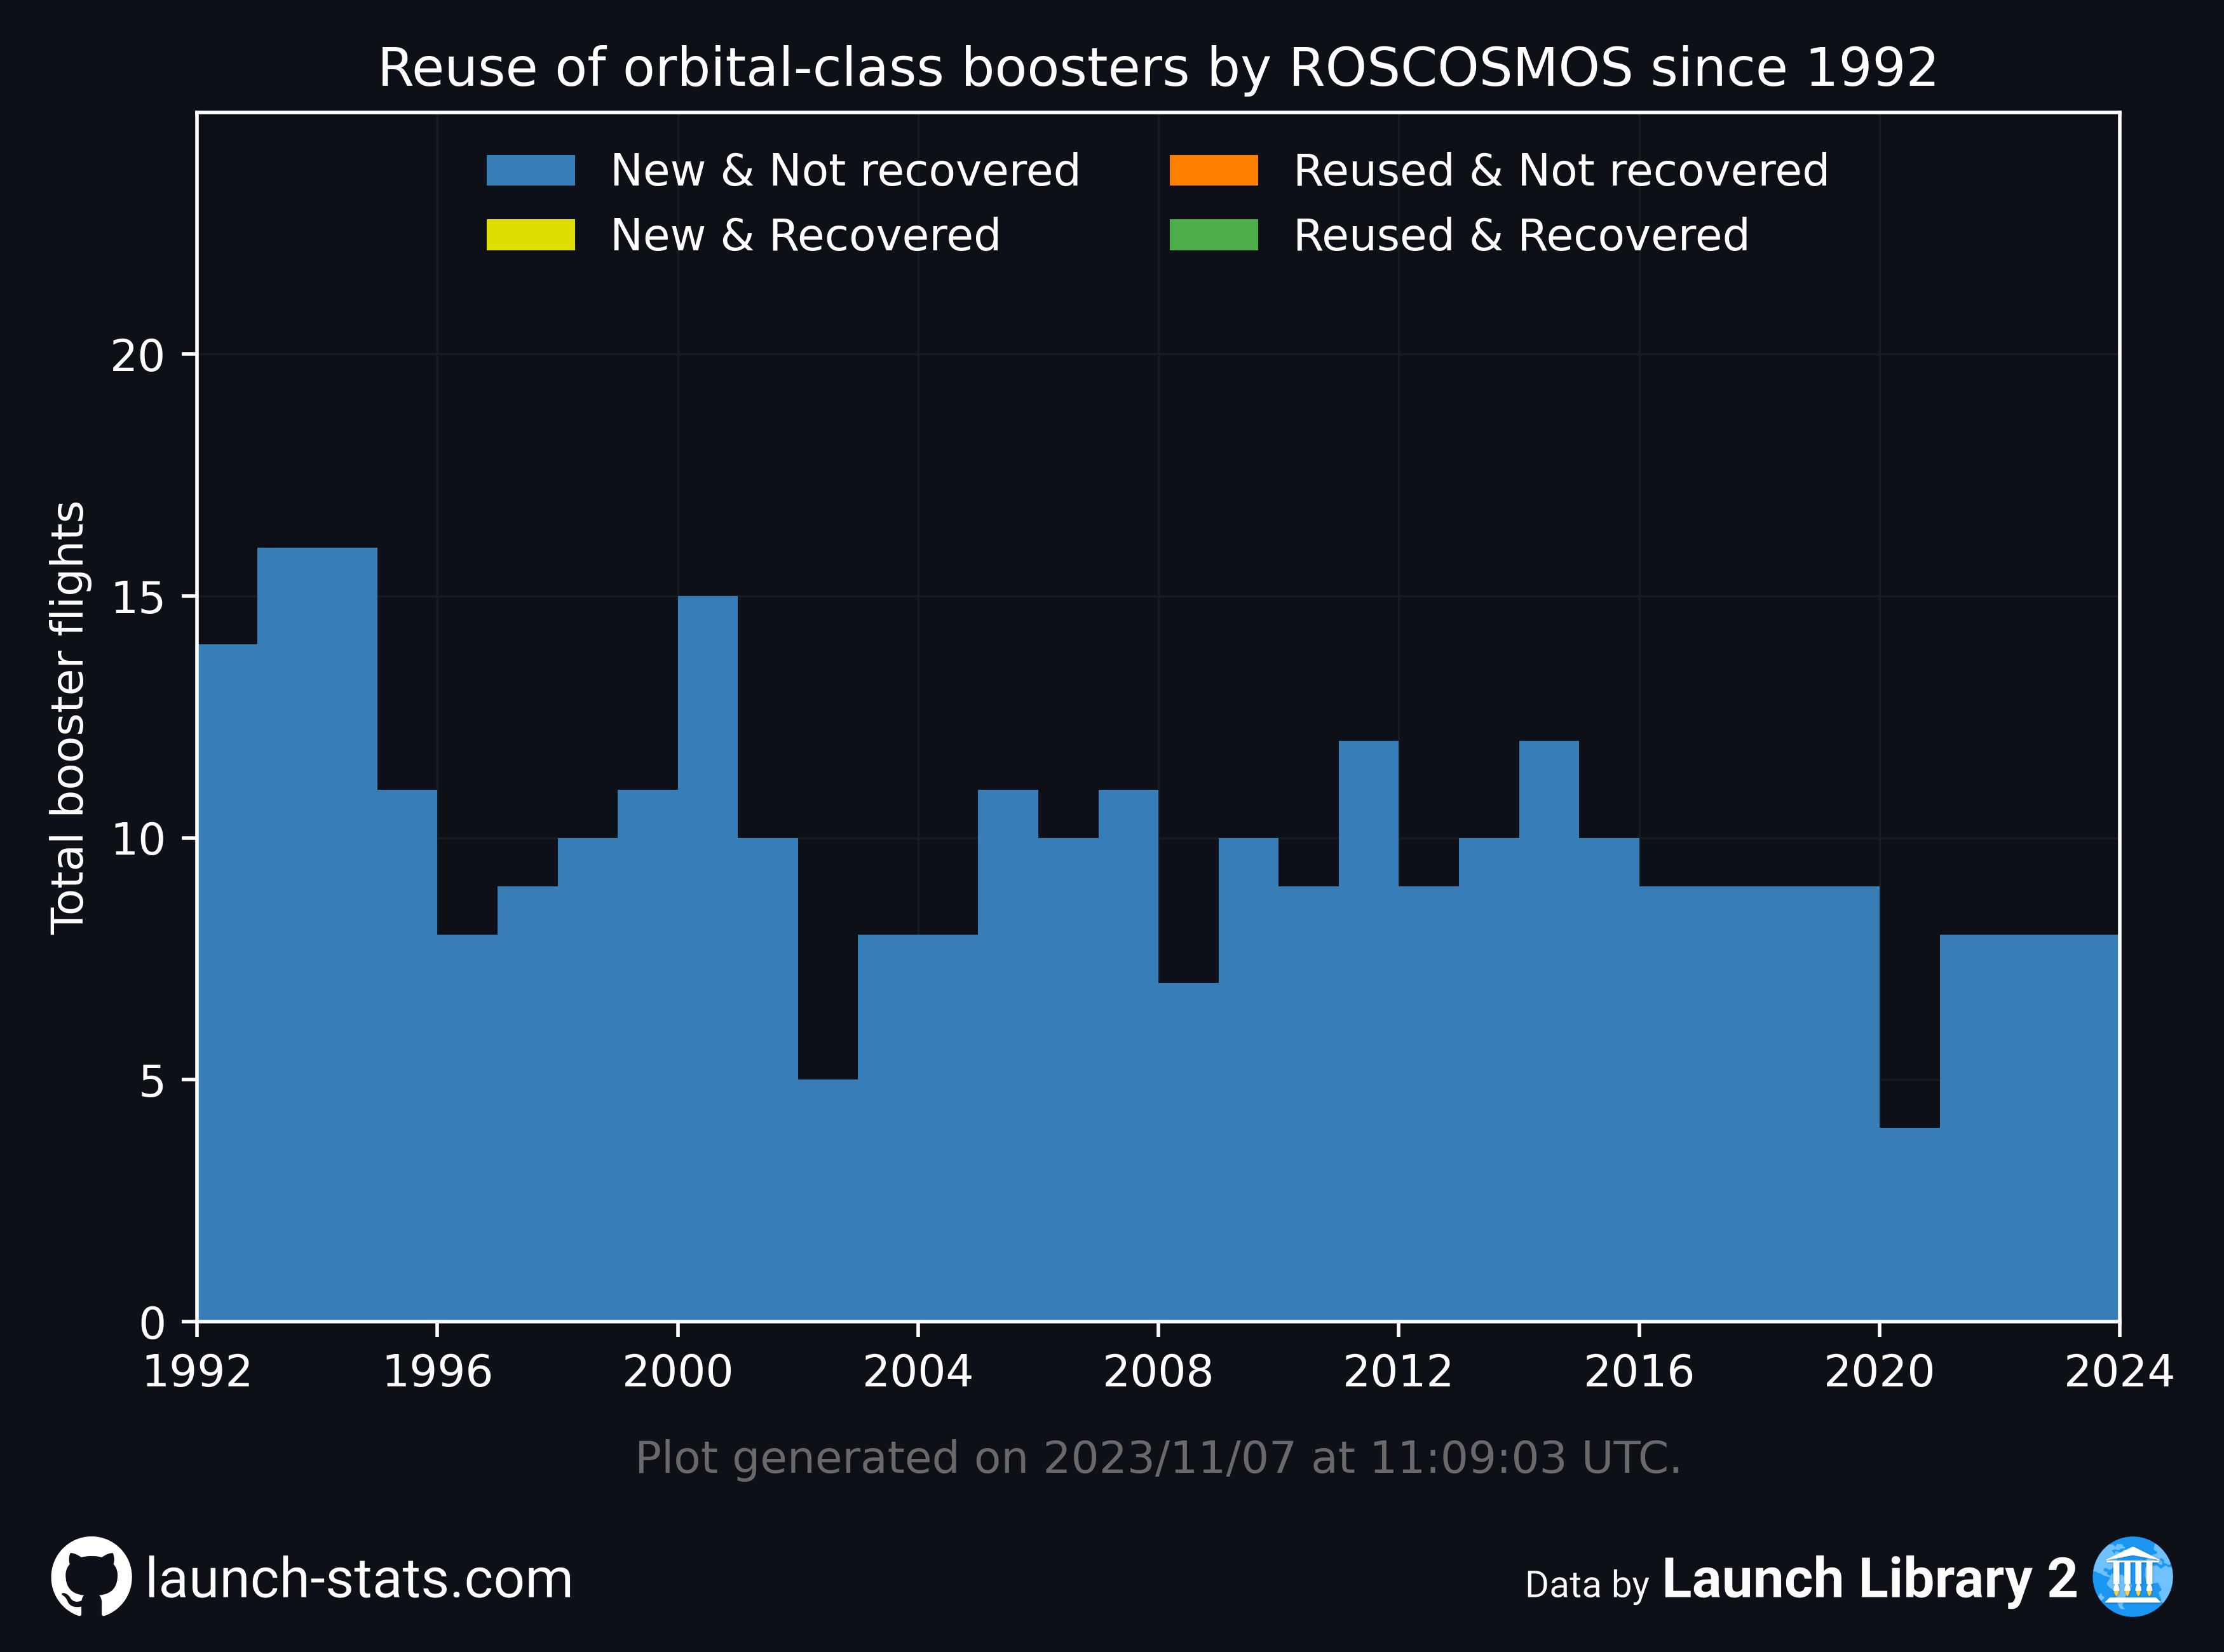 Reuse of orbital-class boosters by ROSCOSMOS since 1992
New & Not recovered
Reused & Not recovered
New & Recovered
Reused & Recovered
Total booster flights
20
15
10
5
0
1992 1996 2000 2004 2008 2012 2016 2020 2024
Plot generated on 2023/11/07 at 11:09:03 UTC.
launch-stats.com
Data by Launch Library 2